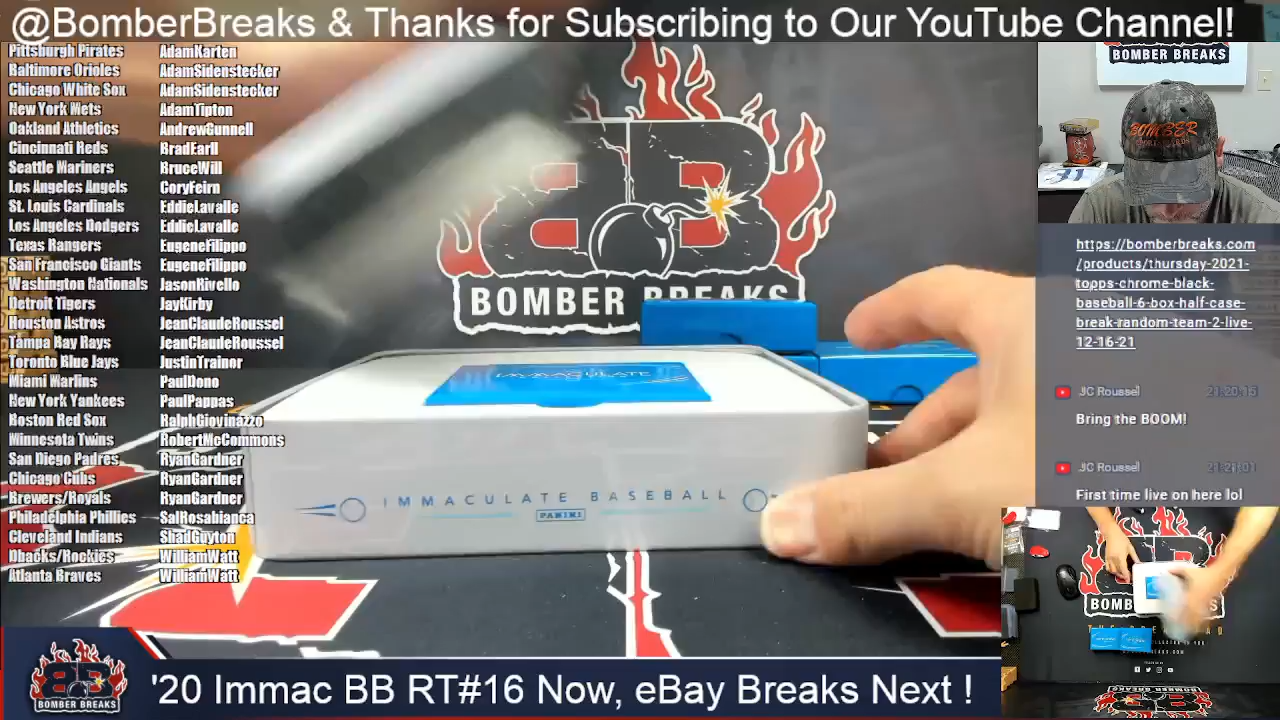 @BomberBreaks & Thanks for Subscribing to Our YouTube Channel!
Pittsburgh Pirates AdamKarten
Baltimore Orioles AdamSidenstecker
Chicago White Sox AdamSidenstecker
New York Mets AdamTipton
Oakland Athletics AndrewGunnell
Cincinnati Reds BradEarll
Seattle Mariners BruceWill
Los Angeles Angels CoryFeirn
St. Louis Cardinals EddieLavalle
Los Angeles Dodgers EddieLavalle
Texas Rangers EugeneFilippo
San Francisco Giants EugeneFilippo
Washington Nationals JasonRivello
Detroit Tigers JayKirby
Houston Astros JeanClaudeRoussel
Tampa Bay Rays JeanClaudeRoussel
Toronto Blue Jays JustinTrainor
Miami Marlins PaulDono
New York Yankees PaulPappas
Boston Red Sox RalphGiovinazzo
Minnesota Twins RobertMcCommons
San Diego Padres RyanGardner
Chicago Cubs RyanGardner
Brewers/Royals RyanGardner
Philadelphia Phillies SalRosabianca
Cleveland Indians ShadGuyton
Dbacks/Rockies WilliamWatt
Atlanta Braves WilliamWatt
BB
BOMBER BREAKS
IMMACULATE
IMMACULATE BASEBALL
PANINI
BOMBER BREAKS
BOMBER
https://bomberbreaks.com
/products/thursday-2021-
topps-chrome-black-
baseball-6-box-half-case-
break-random-team-2-live-
12-16-21
JC Roussel 21:20:15
Bring the BOOM!
JC Roussel
First time live on here lol
BB
BOMBER BREAKS
'20 Immac BB RT#16 Now, eBay Breaks Next !